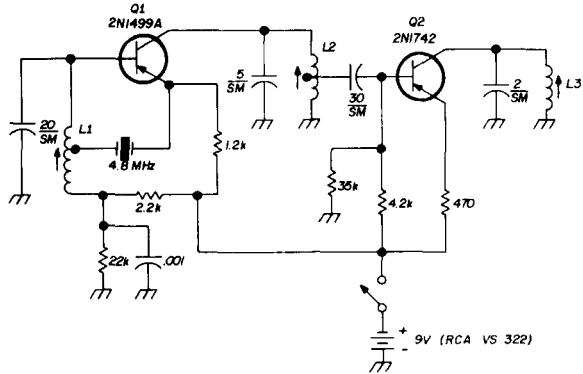 Q1
2N1499A
Q2
2N1742
L2
5
SM
30
SM
2
SM
L3
20
SM
L1
4.8 MHz
1.2k
2.2k
35k
4.2k
470
22k
.001
+
9V (RCA VS 322)
-